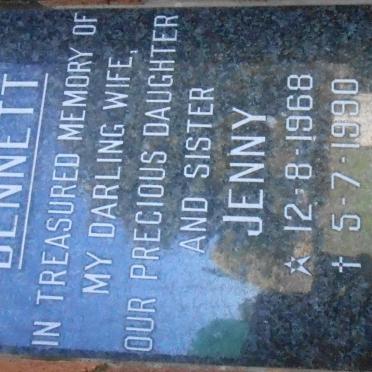 BENNETT
IN TREASURED MEMORY OF
MY DARLING WIFE,
OUR PRECIOUS DAUGHTER
AND SISTER
JENNY
☆ 12-8-1968
✝ 5-7-1990